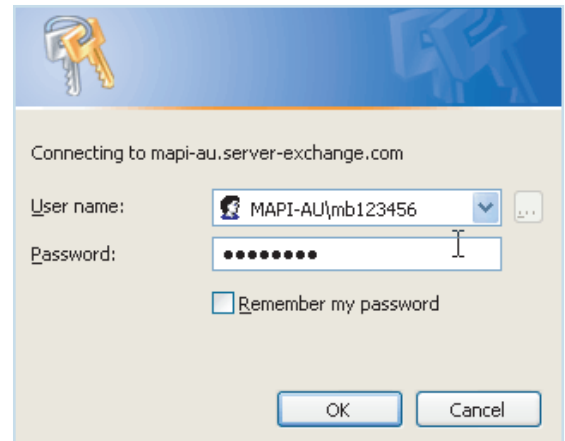 Connecting to mapi-au.server-exchange.com
User name: MAPI-AU\mb123456 ...
Password: ●●●●●●●●
Remember my password
OK Cancel